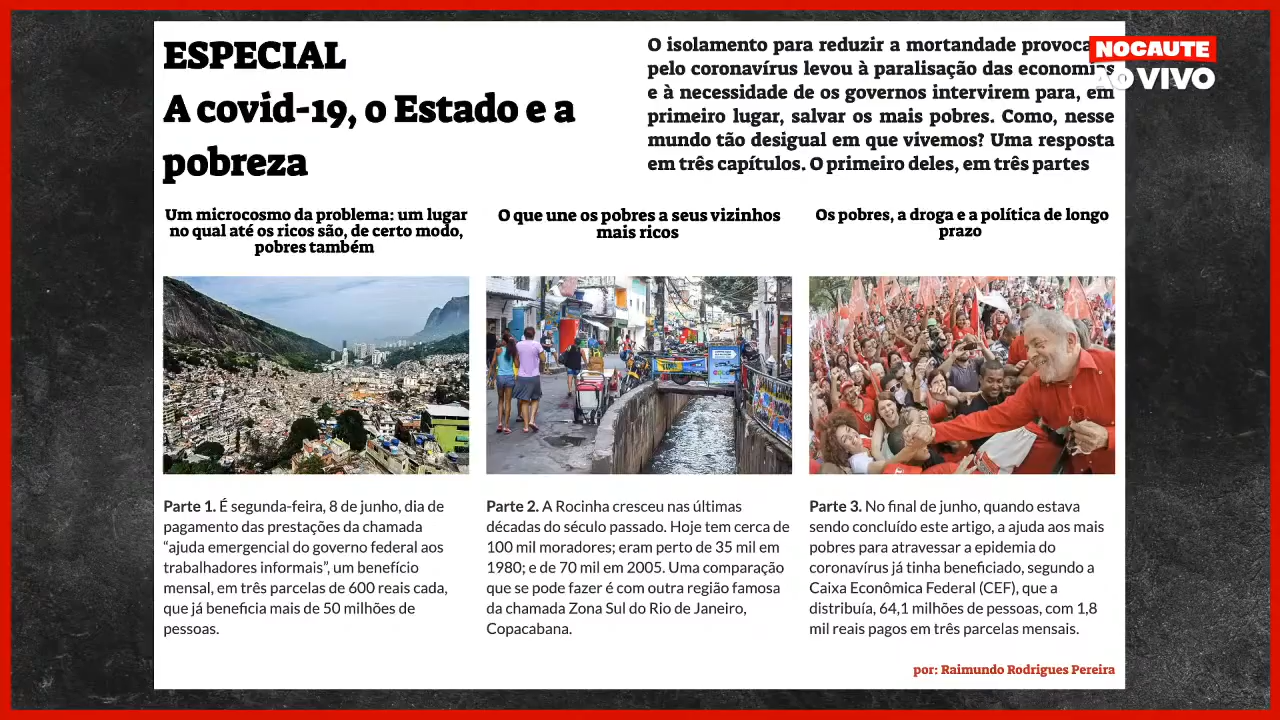 ESPECIAL
A covid-19, o Estado e a
pobreza
O isolamento para reduzir a mortandade
pelo coronavírus levou à paralisação das economias
e à necessidade de os governos intervirem para, em
primeiro lugar, salvar os mais pobres. Como, nesse
mundo tão desigual em que vivemos? Uma resposta
em três capítulos. O primeiro deles, em três partes
NOCAUTE
AO VIVO
Um microcosmo da problema: um lugar
no qual até os ricos são, de certo modo,
pobres também
O que une os pobres a seus vizinhos
mais ricos
Os pobres, a droga e a política de longo
prazo
Parte 1. É segunda-feira, 8 de junho, dia de
pagamento das prestações da chamada
“ajuda emergencial do governo federal aos
trabalhadores informais”, um benefício
mensal, em três parcelas de 600 reais cada,
que já beneficia mais de 50 milhões de
pessoas.
Parte 2. A Rocinha cresceu nas últimas
décadas do século passado. Hoje tem cerca de
100 mil moradores; eram perto de 35 mil em
1980; e de 70 mil em 2005. Uma comparação
que se pode fazer é com outra região famosa
da chamada Zona Sul do Rio de Janeiro,
Copacabana.
Parte 3. No final de junho, quando estava
sendo concluído este artigo, a ajuda aos mais
pobres para atravessar a epidemia do
coronavírus já tinha beneficiado, segundo a
Caixa Econômica Federal (CEF), que a
distribuía, 64,1 milhões de pessoas, com 1,8
mil reais pagos em três parcelas mensais.
por: Raimundo Rodrigues Pereira